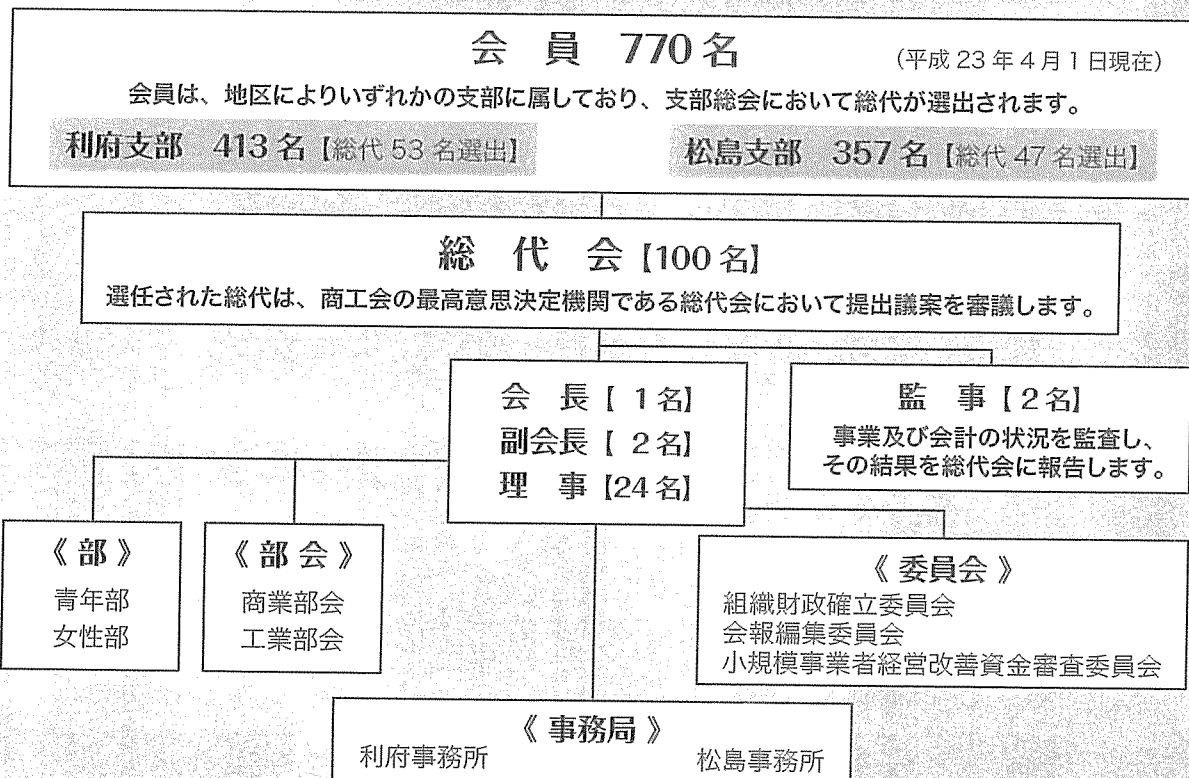 会 員 770名 (平成23年4月1日現在)
会員は、地区によりいずれかの支部に属しており、支部総会において総代が選出されます。
利府支部 413名【総代53名選出】 松島支部 357名【総代47名選出】
総 代 会【100名】
選任された総代は、商工会の最高意思決定機関である総代会において提出議案を審議します。
会 長【 1名】
副会長【 2名】
理 事【24名】
監 事【2名】
事業及び会計の状況を監査し、
その結果を総代会に報告します。
《 部 》
青年部
女性部
《 部 会 》
商業部会
工業部会
《 委員会 》
組織財政確立委員会
会報編集委員会
小規模事業者経営改善資金審査委員会
《 事務局 》
利府事務所 松島事務所